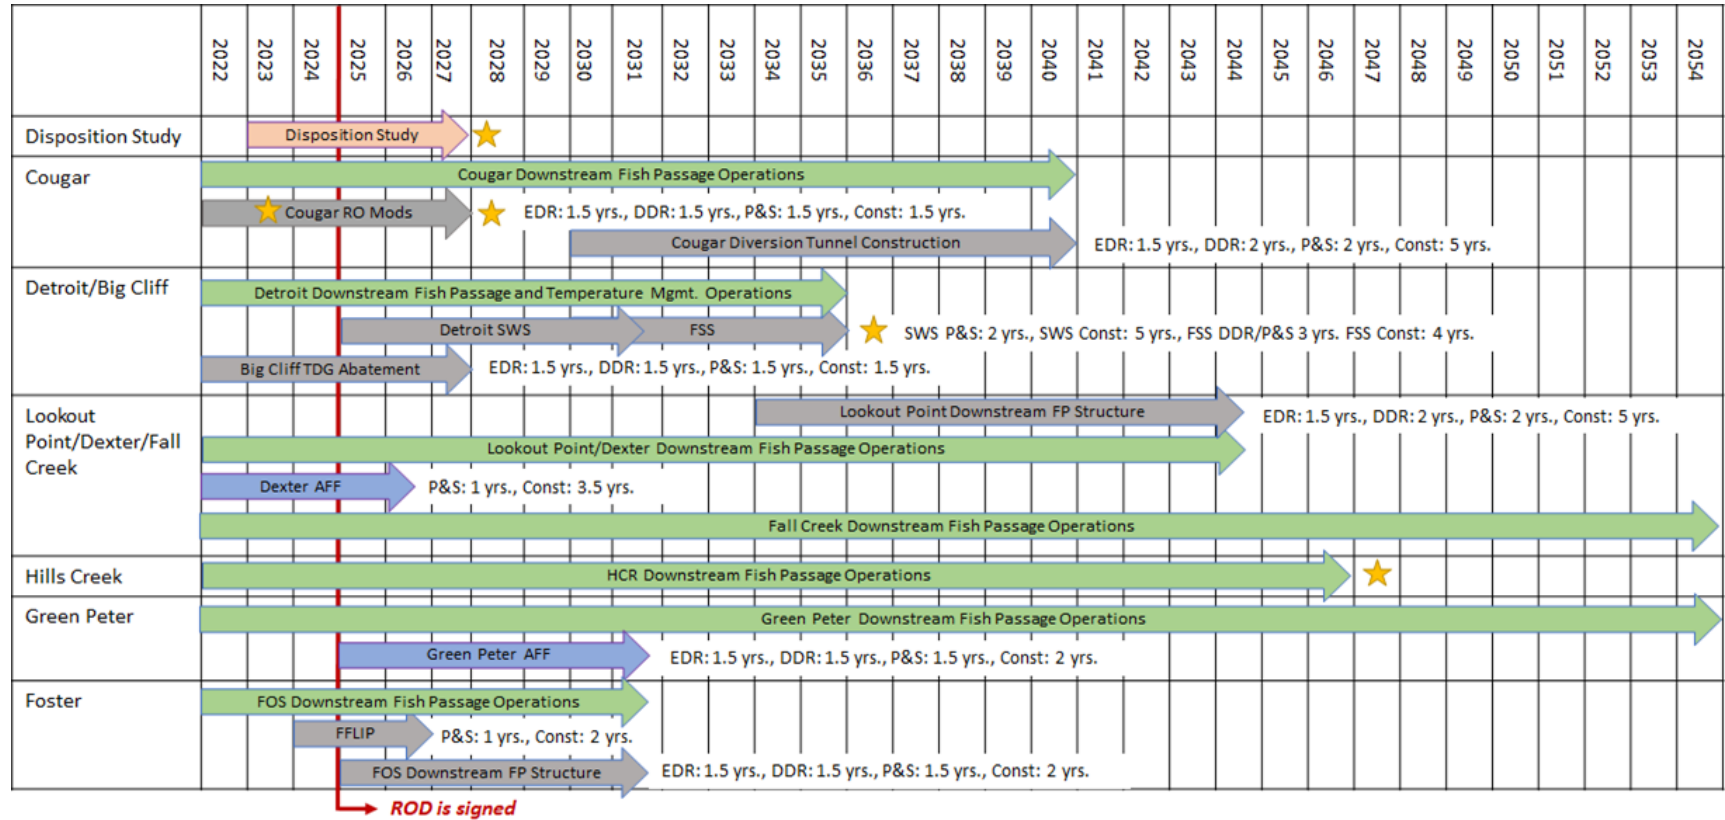 2022 2023 2024 2025 2026 2027 2028 2029 2030 2031 2032 2033 2034 2035 2036 2037 2038 2039 2040 2041 2042 2043 2044 2045 2046 2047 2048 2049 2050 2051 2052 2053 2054
Disposition Study
Disposition Study
Cougar
Cougar Downstream Fish Passage Operations
Cougar RO Mods
EDR: 1.5 yrs., DDR: 1.5 yrs., P&S: 1.5 yrs., Const: 1.5 yrs.
Cougar Diversion Tunnel Construction
EDR: 1.5 yrs., DDR: 2 yrs., P&S: 2 yrs., Const: 5 yrs.
Detroit/Big Cliff
Detroit Downstream Fish Passage and Temperature Mgmt. Operations
Detroit SWS
FSS
SWS P&S: 2 yrs., SWS Const: 5 yrs., FSS DDR/P&S 3 yrs. FSS Const: 4 yrs.
Big Cliff TDG Abatement
EDR: 1.5 yrs., DDR: 1.5 yrs., P&S: 1.5 yrs., Const: 1.5 yrs.
Lookout
Point/Dexter/Fall
Creek
Lookout Point Downstream FP Structure
EDR: 1.5 yrs., DDR: 2 yrs., P&S: 2 yrs., Const: 5 yrs.
Lookout Point/Dexter Downstream Fish Passage Operations
Dexter AFF
P&S: 1 yrs., Const: 3.5 yrs.
Fall Creek Downstream Fish Passage Operations
Hills Creek
HCR Downstream Fish Passage Operations
Green Peter
Green Peter Downstream Fish Passage Operations
Green Peter AFF
EDR: 1.5 yrs., DDR: 1.5 yrs., P&S: 1.5 yrs., Const: 2 yrs.
Foster
FOS Downstream Fish Passage Operations
FFLIP
P&S: 1 yrs., Const: 2 yrs.
FOS Downstream FP Structure
EDR: 1.5 yrs., DDR: 1.5 yrs., P&S: 1.5 yrs., Const: 2 yrs.
ROD is signed